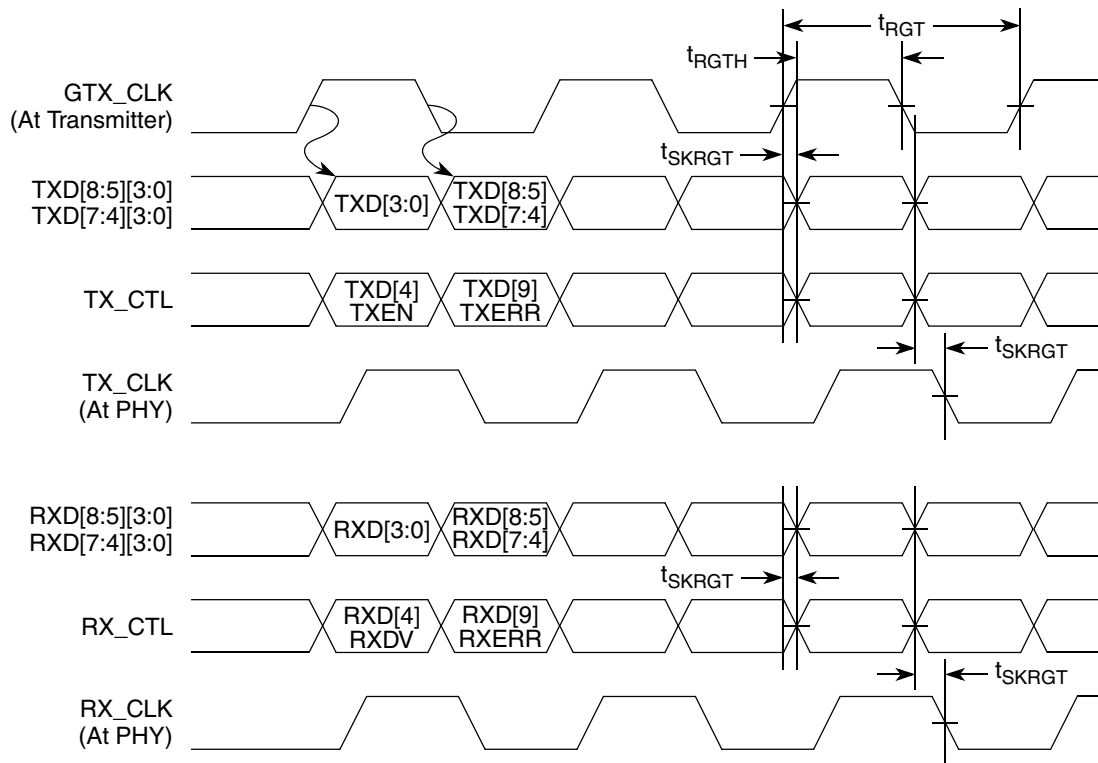 tRGT
tRGTH
GTX_CLK
(At Transmitter)
tSKRGT
TXD[8:5][3:0]
TXD[7:4][3:0]
TXD[3:0]
TXD[8:5]
TXD[7:4]
TX_CTL
TXD[4]
TXEN
TXD[9]
TXERR
tSKRGT
TX_CLK
(At PHY)
RXD[8:5][3:0]
RXD[7:4][3:0]
RXD[3:0]
RXD[8:5]
RXD[7:4]
tSKRGT
RX_CTL
RXD[4]
RXDV
RXD[9]
RXERR
tSKRGT
RX_CLK
(At PHY)